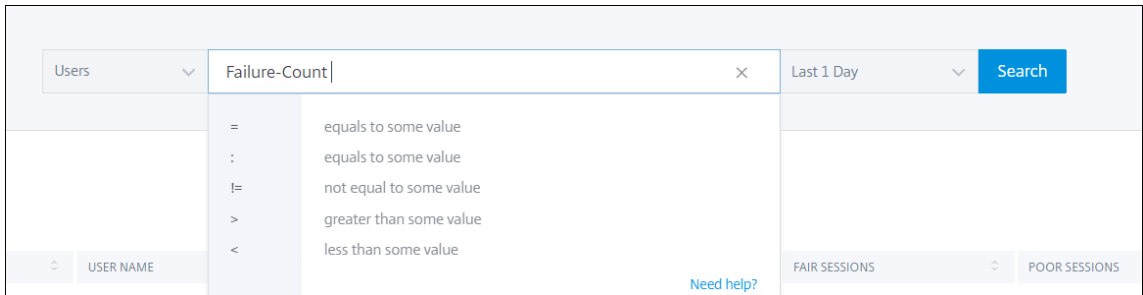 Users
Failure-Count
Last 1 Day
Search
= equals to some value
: equals to some value
!= not equal to some value
> greater than some value
< less than some value
Need help?
USER NAME
FAIR SESSIONS
POOR SESSIONS